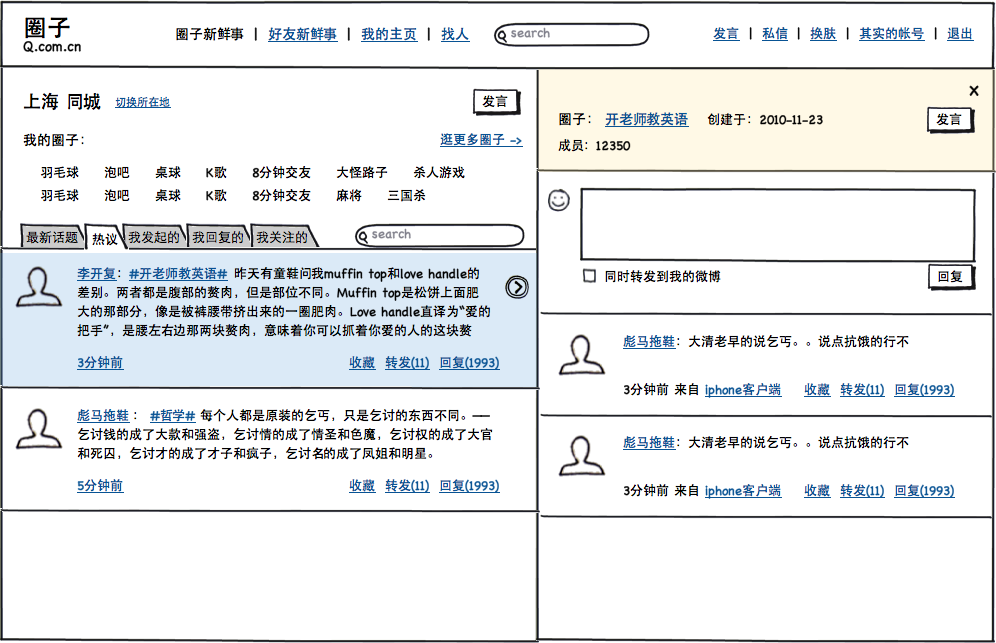 圈子
Q.com.cn
圈子新鲜事 | 好友新鲜事 | 我的主页 | 找人
search
发言 | 私信 | 换肤 | 其实的帐号 | 退出
上海 同城 切换所在地
发言
我的圈子:
逛更多圈子 ->
羽毛球 泡吧 桌球 K歌 8分钟交友 大怪路子 杀人游戏
羽毛球 泡吧 桌球 K歌 8分钟交友 麻将 三国杀
最新话题 热议 我发起的 我回复的 我关注的
search
李开复: #开老师教英语# 昨天有童鞋问我muffin top和love handle的
差别。两者都是腹部的赘肉，但是部位不同。Muffin top是松饼上面肥
大的那部分，像是被裤腰带挤出来的一圈肥肉。Love handle直译为“爱的
把手”，是腰左右边那两块赘肉，意味着你可以抓着你爱的人的这块赘
3分钟前 收藏 转发(11) 回复(1993)
彪马拖鞋: #哲学# 每个人都是原装的乞丐，只是乞讨的东西不同。——
乞讨钱的成了大款和强盗，乞讨情的成了情圣和色魔，乞讨权的成了大官
和死囚，乞讨才的成了才子和疯子，乞讨名的成了凤姐和明星。
5分钟前 收藏 转发(11) 回复(1993)
x
圈子: 开老师教英语 创建于: 2010-11-23
发言
成员: 12350
同时转发到我的微博
回复
彪马拖鞋: 大清老早的说乞丐。。说点抗饿的行不
3分钟前 来自 iphone客户端 收藏 转发(11) 回复(1993)
彪马拖鞋: 大清老早的说乞丐。。说点抗饿的行不
3分钟前 来自 iphone客户端 收藏 转发(11) 回复(1993)